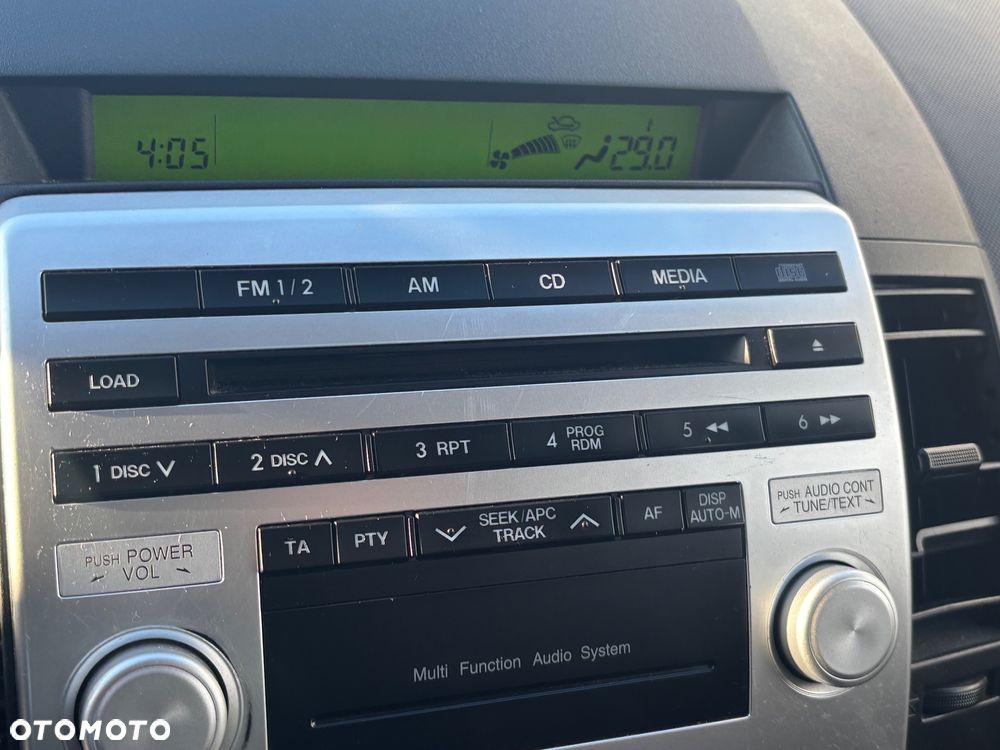 4:05 29.0
FM 1/2 AM CD MEDIA disc
LOAD
1 DISC 2 DISC 3 RPT 4 PROG RDM 5 6
PUSH AUDIO CONT
TUNE/TEXT
TA PTY SEEK/APC TRACK AF DISP AUTO-M
PUSH POWER
VOL
Multi Function Audio System
OTOMOTO